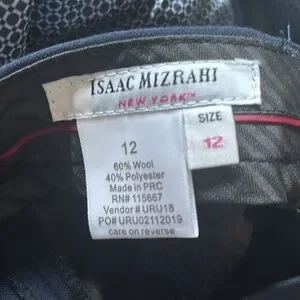 ISAAC MIZRAHI
NEW YORK™
SIZE
12
12
60% Wool
40% Polyester
Made in PRC
RN# 115667
Vendor # URU18
PO# URU02112019
care on reverse